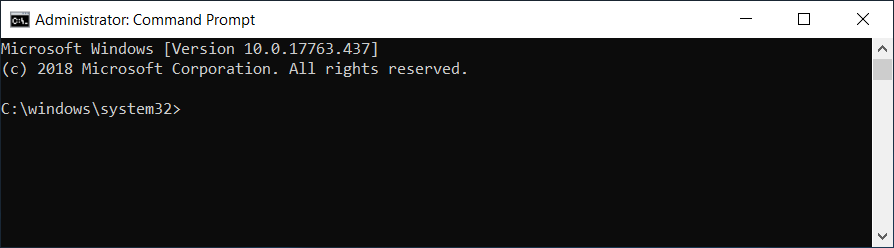 Administrator: Command Prompt
Microsoft Windows [Version 10.0.17763.437]
(c) 2018 Microsoft Corporation. All rights reserved.
C:\windows\system32>